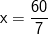 x = 60/7